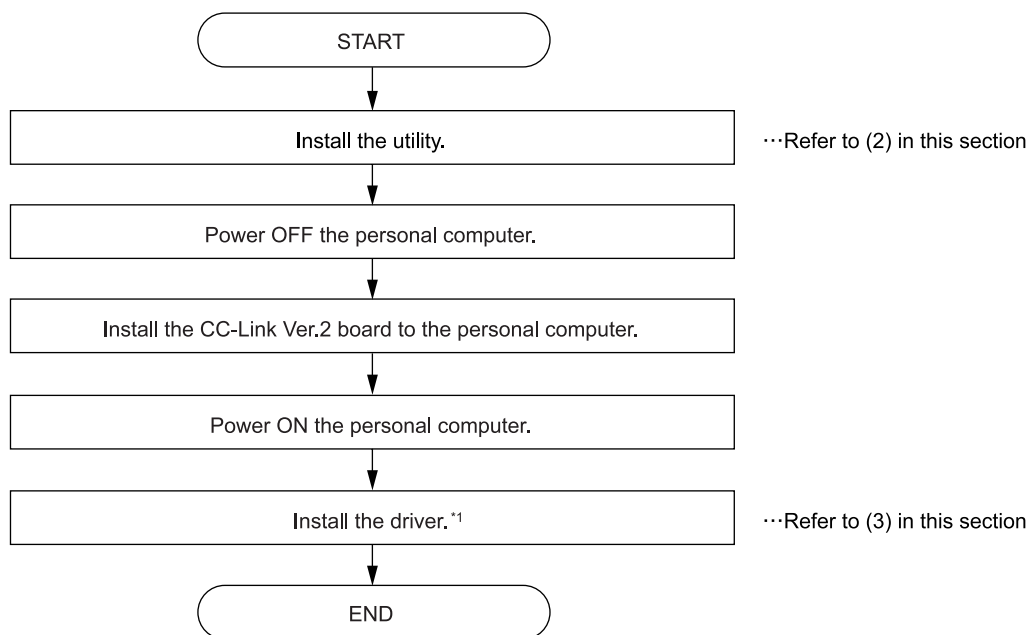 START
Install the utility.
···Refer to (2) in this section
Power OFF the personal computer.
Install the CC-Link Ver.2 board to the personal computer.
Power ON the personal computer.
Install the driver. *1
···Refer to (3) in this section
END